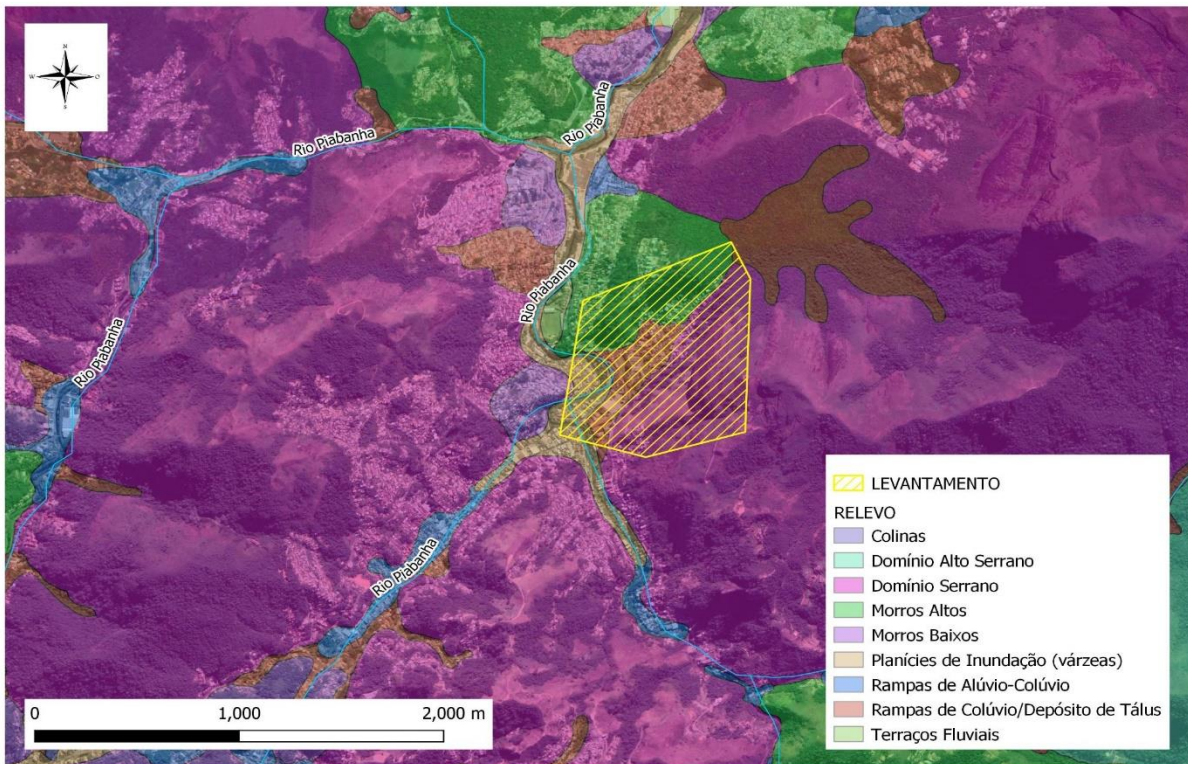 N
W
O
S
Rio Piabanha
Rio Piabanha
Rio Piabanha
Rio Piabanha
Rio Piabanha
LEVANTAMENTO
RELEVO
Colinas
Domínio Alto Serrano
Domínio Serrano
Morros Altos
Morros Baixos
Planícies de Inundação (várzeas)
Rampas de Alúvio-Colúvio
Rampas de Colúvio/Depósito de Tálus
Terraços Fluviais
0
1,000
2,000 m